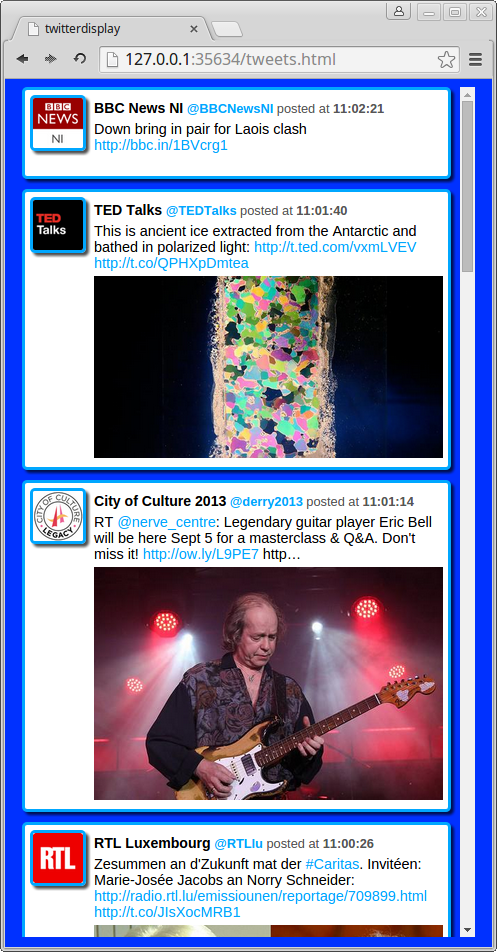 twitterdisplay
127.0.0.1:35634/tweets.html
BBC
NEWS
NI
BBC News NI @BBCNewsNI posted at 11:02:21
Down bring in pair for Laois clash
http://bbc.in/1BVcrg1
TED
Talks
TED Talks @TEDTalks posted at 11:01:40
This is ancient ice extracted from the Antarctic and
bathed in polarized light: http://t.ted.com/vxmLVEV
http://t.co/QPHXpDmtea
CITY OF CULTURE
LEGACY
City of Culture 2013 @derry2013 posted at 11:01:14
RT @nerve_centre: Legendary guitar player Eric Bell
will be here Sept 5 for a masterclass & Q&A. Don't
miss it! http://ow.ly/L9PE7 http…
RTL
RTL Luxembourg @RTLlu posted at 11:00:26
Zesummen an d'Zukunft mat der #Caritas. Invitéen:
Marie-Josée Jacobs an Norry Schneider:
http://radio.rtl.lu/emissiounen/reportage/709899.html
http://t.co/JIsXocMRB1